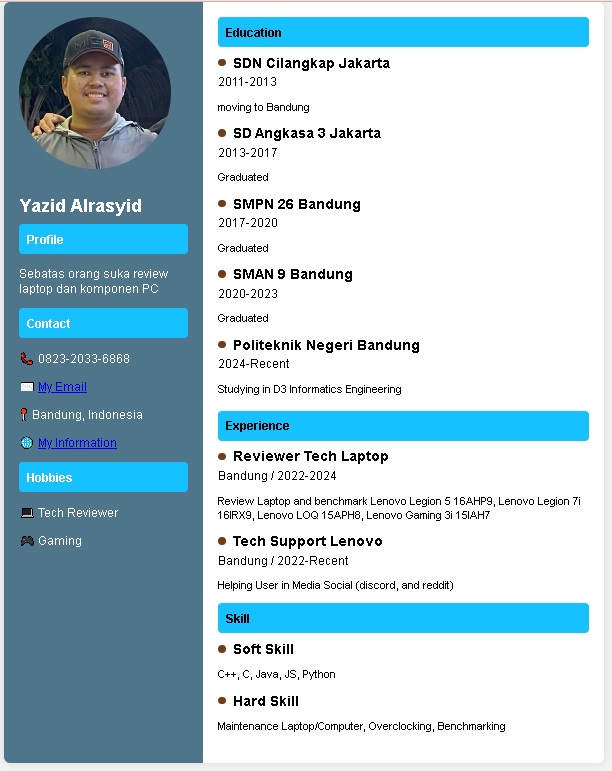 Yazid Alrasyid
Profile
Sebatas orang suka review
laptop dan komponen PC
Contact
0823-2033-6868
My Email
Bandung, Indonesia
My Information
Hobbies
Tech Reviewer
Gaming
Education
SDN Cilangkap Jakarta
2011-2013
moving to Bandung
SD Angkasa 3 Jakarta
2013-2017
Graduated
SMPN 26 Bandung
2017-2020
Graduated
SMAN 9 Bandung
2020-2023
Graduated
Politeknik Negeri Bandung
2024-Recent
Studying in D3 Informatics Engineering
Experience
Reviewer Tech Laptop
Bandung / 2022-2024
Review Laptop and benchmark Lenovo Legion 5 16AHP9, Lenovo Legion 7i
16IRX9, Lenovo LOQ 15APH8, Lenovo Gaming 3i 15IAH7
Tech Support Lenovo
Bandung / 2022-Recent
Helping User in Media Social (discord, and reddit)
Skill
Soft Skill
C++, C, Java, JS, Python
Hard Skill
Maintenance Laptop/Computer, Overclocking, Benchmarking